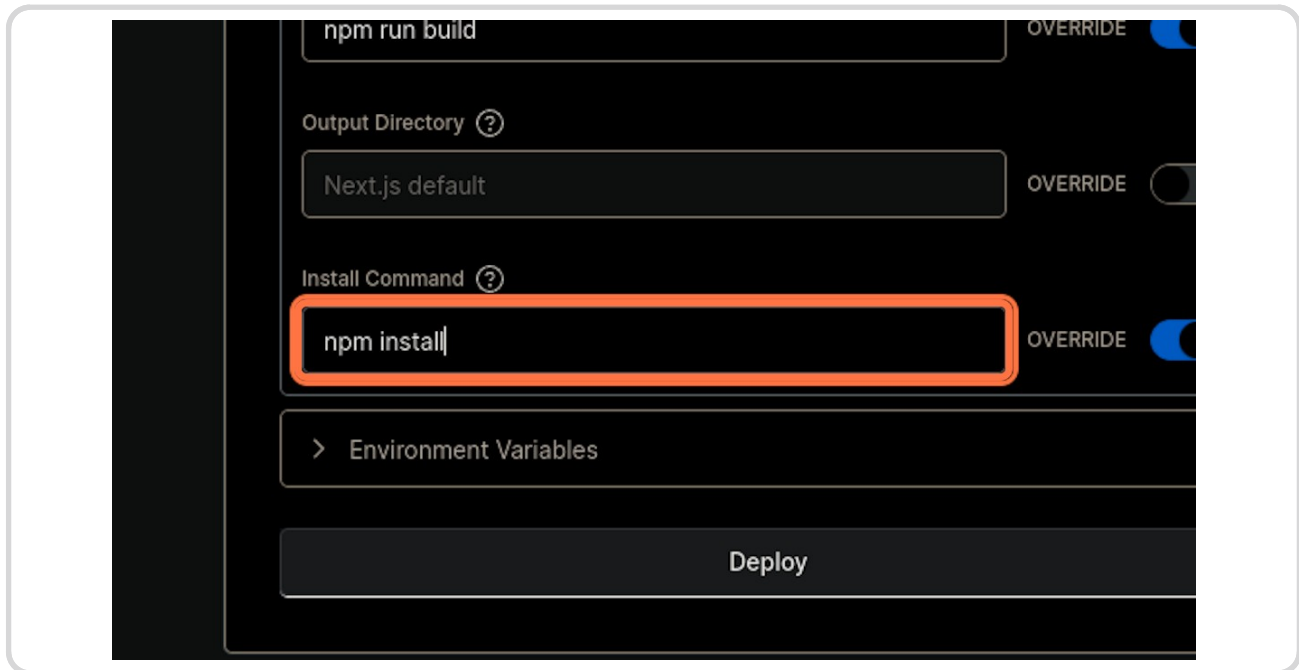 npm run build
OVERRIDE
Output Directory ?
Next.js default
OVERRIDE
Install Command ?
npm install
OVERRIDE
Environment Variables
Deploy